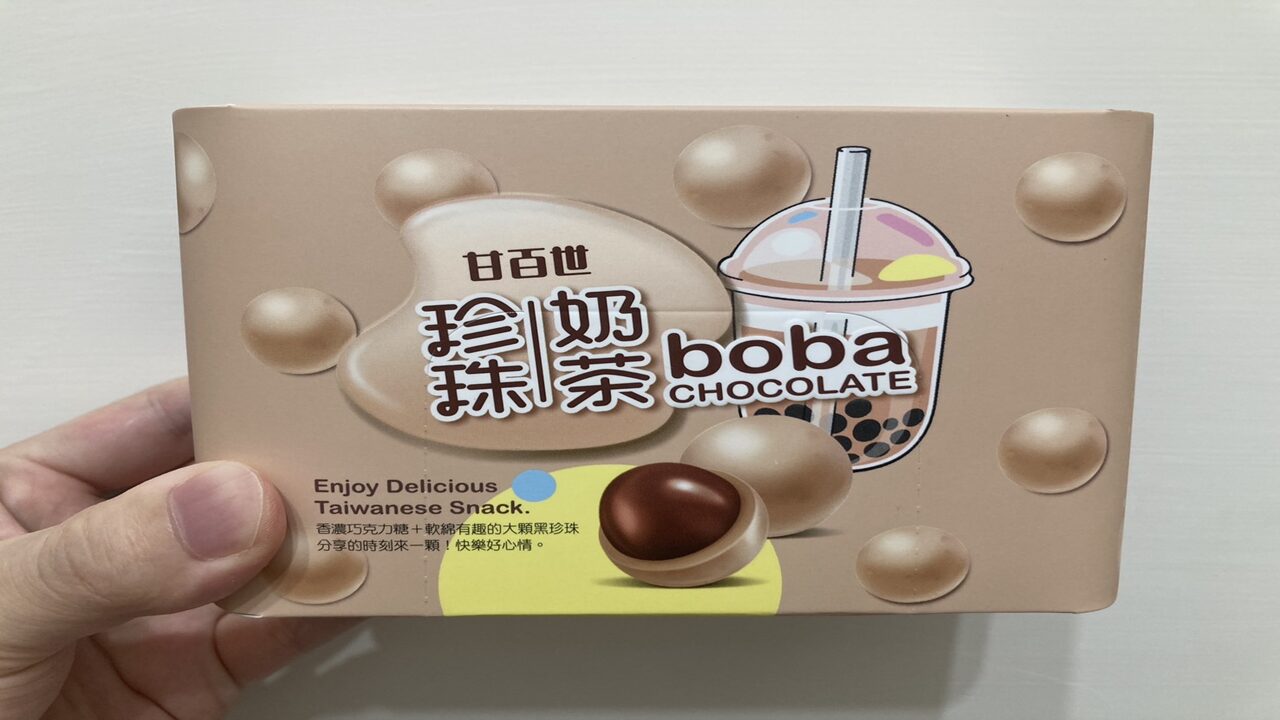 甘百世
珍珠奶茶
boba
CHOCOLATE
Enjoy Delicious
Taiwanese Snack.
香濃巧克力糖+軟綿有趣的大顆黑珍珠
分享的時刻來一顆!快樂好心情。